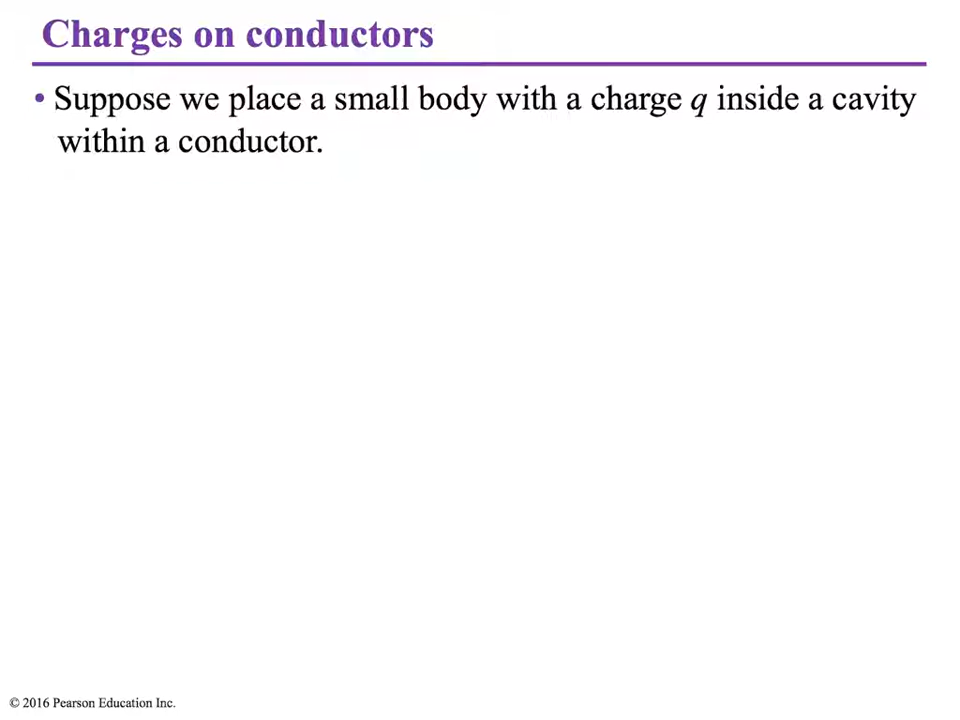 Charges on conductors
• Suppose we place a small body with a charge q inside a cavity
within a conductor.
© 2016 Pearson Education Inc.